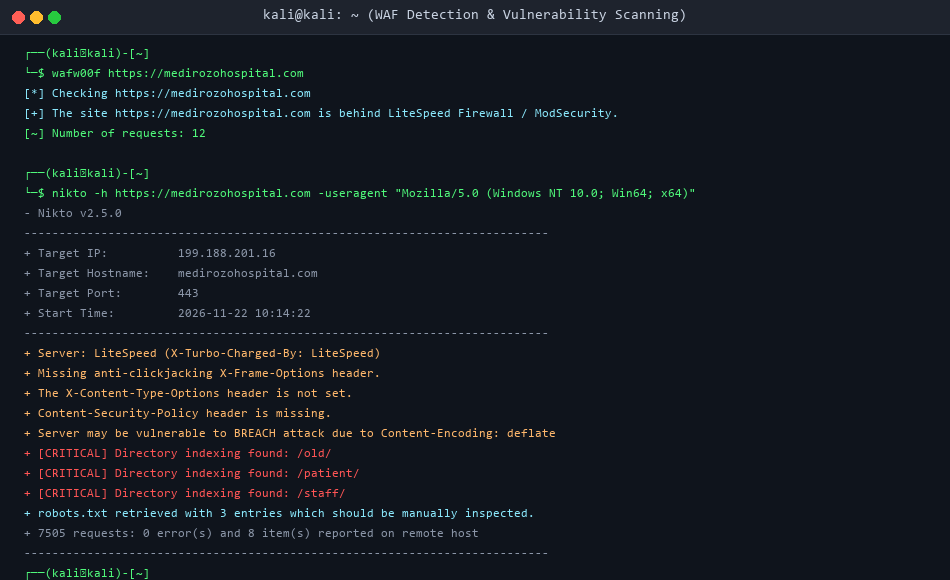 kali@kali: ~ (WAF Detection & Vulnerability Scanning)
┌──(kali▯kali)-[~]
└─$ wafw00f https://medirozohospital.com
[*] Checking https://medirozohospital.com
[+] The site https://medirozohospital.com is behind LiteSpeed Firewall / ModSecurity.
[~] Number of requests: 12
┌──(kali▯kali)-[~]
└─$ nikto -h https://medirozohospital.com -useragent "Mozilla/5.0 (Windows NT 10.0; Win64; x64)"
- Nikto v2.5.0
---------------------------------------------------------------------------
+ Target IP: 199.188.201.16
+ Target Hostname: medirozohospital.com
+ Target Port: 443
+ Start Time: 2026-11-22 10:14:22
---------------------------------------------------------------------------
+ Server: LiteSpeed (X-Turbo-Charged-By: LiteSpeed)
+ Missing anti-clickjacking X-Frame-Options header.
+ The X-Content-Type-Options header is not set.
+ Content-Security-Policy header is missing.
+ Server may be vulnerable to BREACH attack due to Content-Encoding: deflate
+ [CRITICAL] Directory indexing found: /old/
+ [CRITICAL] Directory indexing found: /patient/
+ [CRITICAL] Directory indexing found: /staff/
+ robots.txt retrieved with 3 entries which should be manually inspected.
+ 7505 requests: 0 error(s) and 8 item(s) reported on remote host
---------------------------------------------------------------------------
┌──(kali▯kali)-[~]